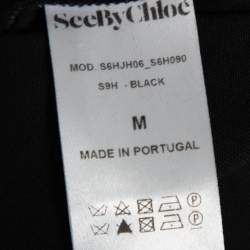 SeeByChloé
MOD. S6HJH06_S6H090
S9H - BLACK
M
MADE IN PORTUGAL